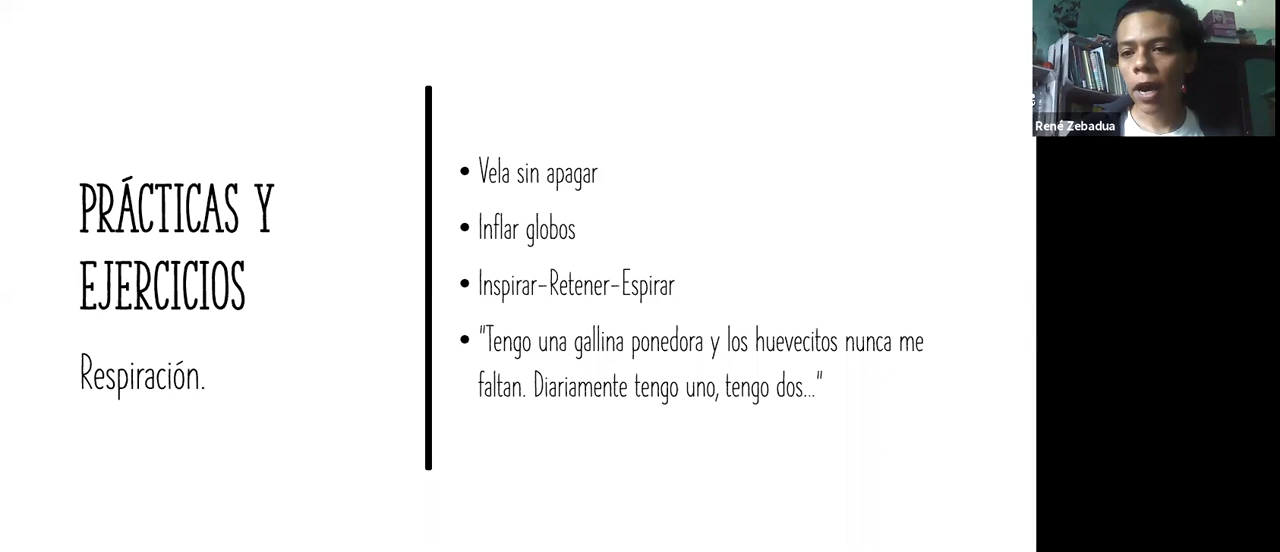 PRÁCTICAS Y
EJERCICIOS
Respiración.
• Vela sin apagar
• Inflar globos
• Inspirar-Retener-Espirar
• "Tengo una gallina ponedora y los huevecitos nunca me
faltan. Diariamente tengo uno, tengo dos..."
René Zebadua